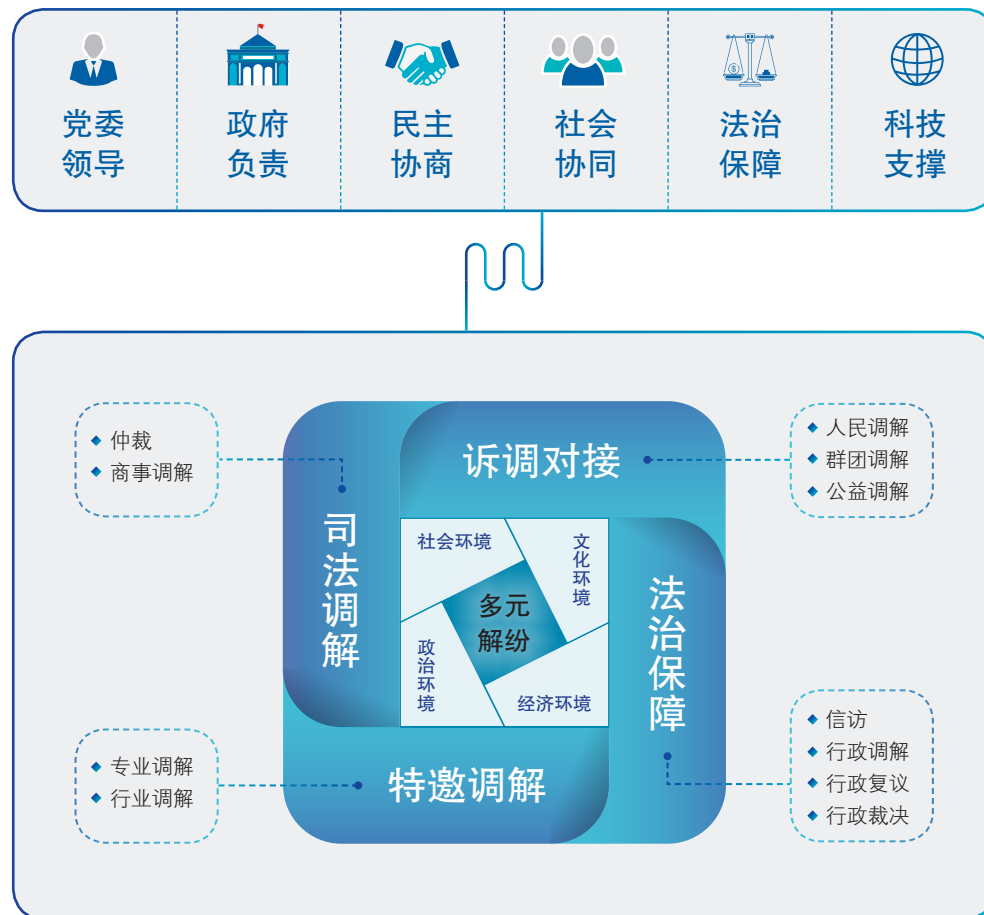 党委
领导
政府
负责
民主
协商
社会
协同
法治
保障
科技
支撑
仲裁
商事调解
诉调对接
人民调解
群团调解
公益调解
司法调解
社会环境
文化环境
多元
解纷
政治环境
经济环境
法治保障
专业调解
行业调解
特邀调解
信访
行政调解
行政复议
行政裁决